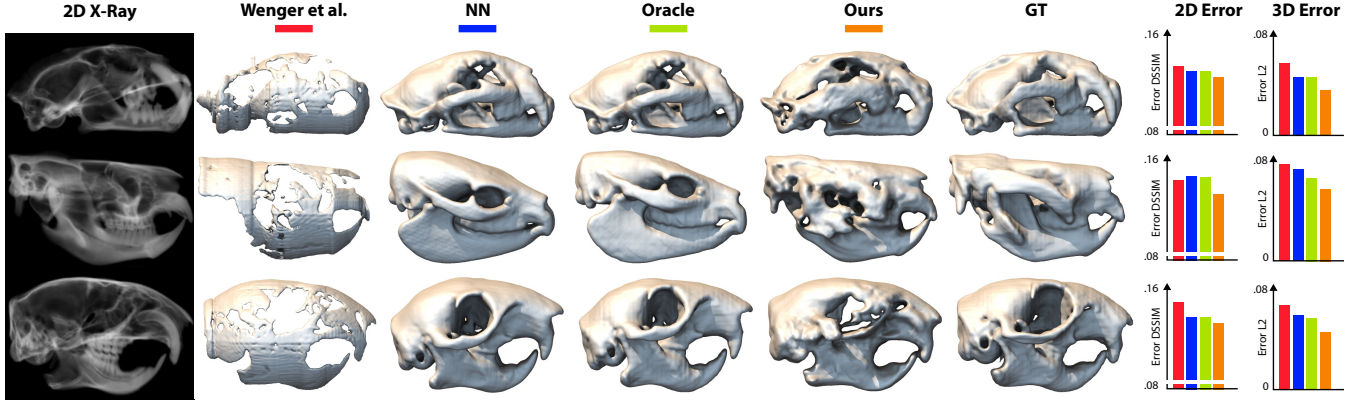 2D X-Ray
Wenger et al.
NN
Oracle
Ours
GT
2D Error
3D Error
.16
Error DSSIM
.08
.08
Error L2
0
.16
Error DSSIM
.08
.08
Error L2
0
.16
Error DSSIM
.08
.08
Error L2
0